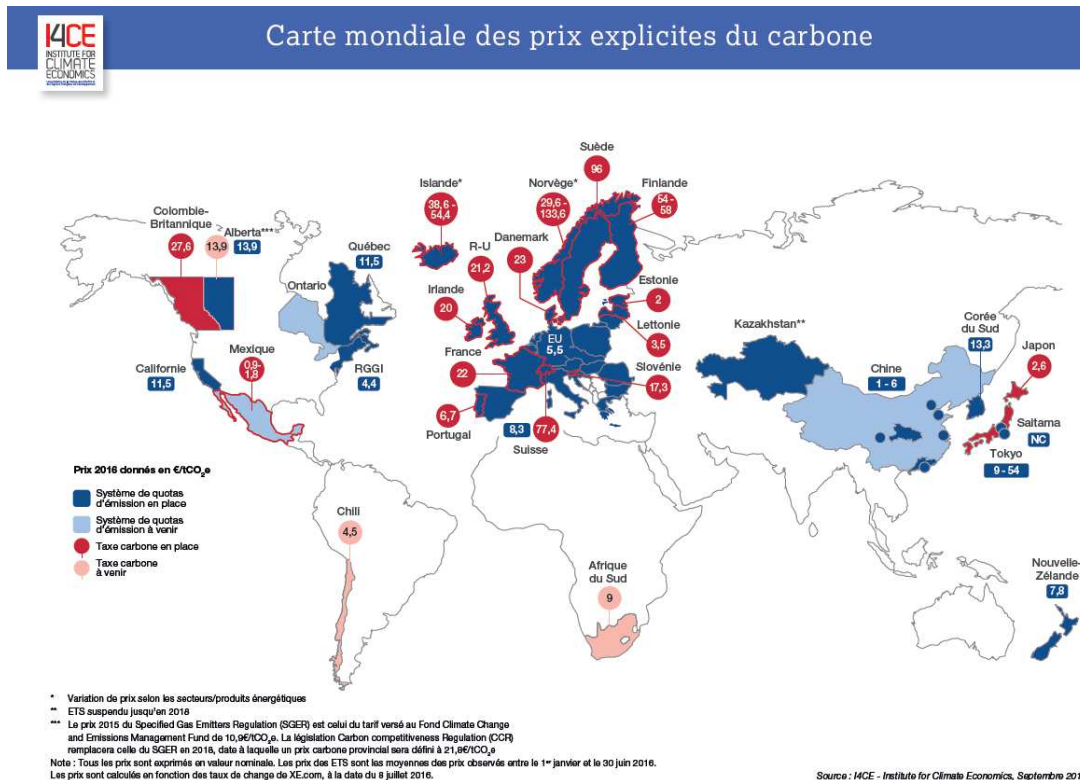 I4CE
INSTITUTE FOR
CLIMATE
ECONOMICS
Carte mondiale des prix explicites du carbone
Suède
96
Islande*
38,6 -
54,4
Norvège*
29,6 -
133,6
Finlande
54 -
58
Colombie-
Britannique
27,6
Alberta***
13,9
13,9
Québec
11,5
R-U
21,2
Danemark
23
Ontario
Irlande
20
Estonie
2
Lettonie
3,5
EU
5,5
Kazakhstan**
Corée
du Sud
13,3
Japon
2,6
Mexique
0,9-
1,8
Californie
11,5
RGGI
4,4
France
22
Slovénie
17,3
Chine
1 - 6
6,7
Portugal
8,3
77,4
Suisse
Saitama
NC
Tokyo
9 - 54
Prix 2016 donnés en €/tCO₂e
Système de quotas
d'émission en place
Système de quotas
d'émission à venir
Taxe carbone en place
Taxe carbone
à venir
Chili
4,5
Afrique
du Sud
9
Nouvelle-
Zélande
7,8
* Variation de prix selon les secteurs/produits énergétiques
** ETS suspendu jusqu'en 2018
*** Le prix 2015 du Specified Gas Emitters Regulation (SGER) est celui du tarif versé au Fond Climate Change
and Emissions Management Fund de 10,9€/tCO₂e. La législation Carbon competitiveness Regulation (CCR)
remplacera celle du SGER en 2018, date à laquelle un prix carbone provincial sera défini à 21,8€/tCO₂e
Note : Tous les prix sont exprimés en valeur nominale. Les prix des ETS sont les moyennes des prix observés entre le 1er janvier et le 30 juin 2016.
Les prix sont calculés en fonction des taux de change de XE.com, à la date du 8 juillet 2016.
Source : I4CE - Institute for Climate Economics, Septembre 201